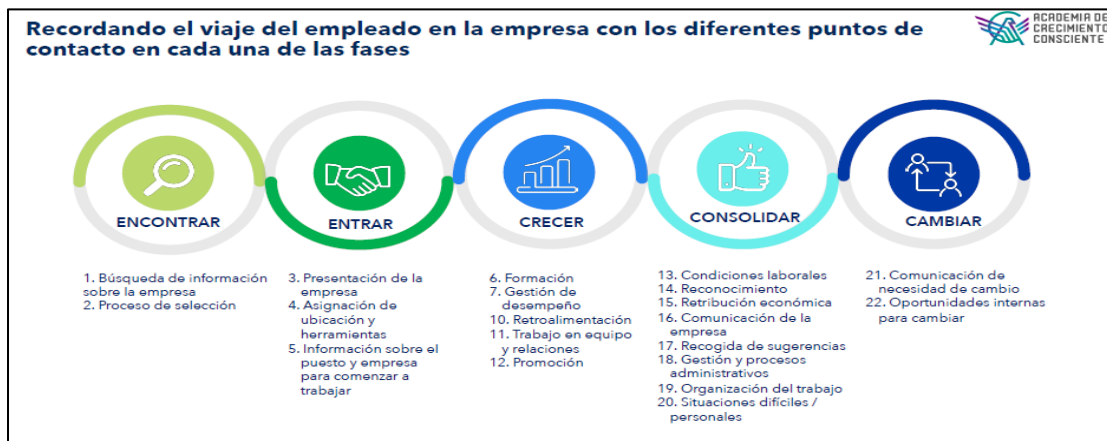 Recordando el viaje del empleado en la empresa con los diferentes puntos de
contacto en cada una de las fases
ACADEMIA DE
CRECIMIENTO
CONSCIENTE
ENCONTRAR
1. Búsqueda de información
sobre la empresa
2. Proceso de selección
ENTRAR
3. Presentación de la
empresa
4. Asignación de
ubicación y
herramientas
5. Información sobre el
puesto y empresa
para comenzar a
trabajar
CRECER
6. Formación
7. Gestión de
desempeño
10. Retroalimentación
11. Trabajo en equipo
y relaciones
12. Promoción
CONSOLIDAR
13. Condiciones laborales
14. Reconocimiento
15. Retribución económica
16. Comunicación de la
empresa
17. Recogida de sugerencias
18. Gestión y procesos
administrativos
19. Organización del trabajo
20. Situaciones difíciles /
personales
CAMBIAR
21. Comunicación de
necesidad de cambio
22. Oportunidades internas
para cambiar